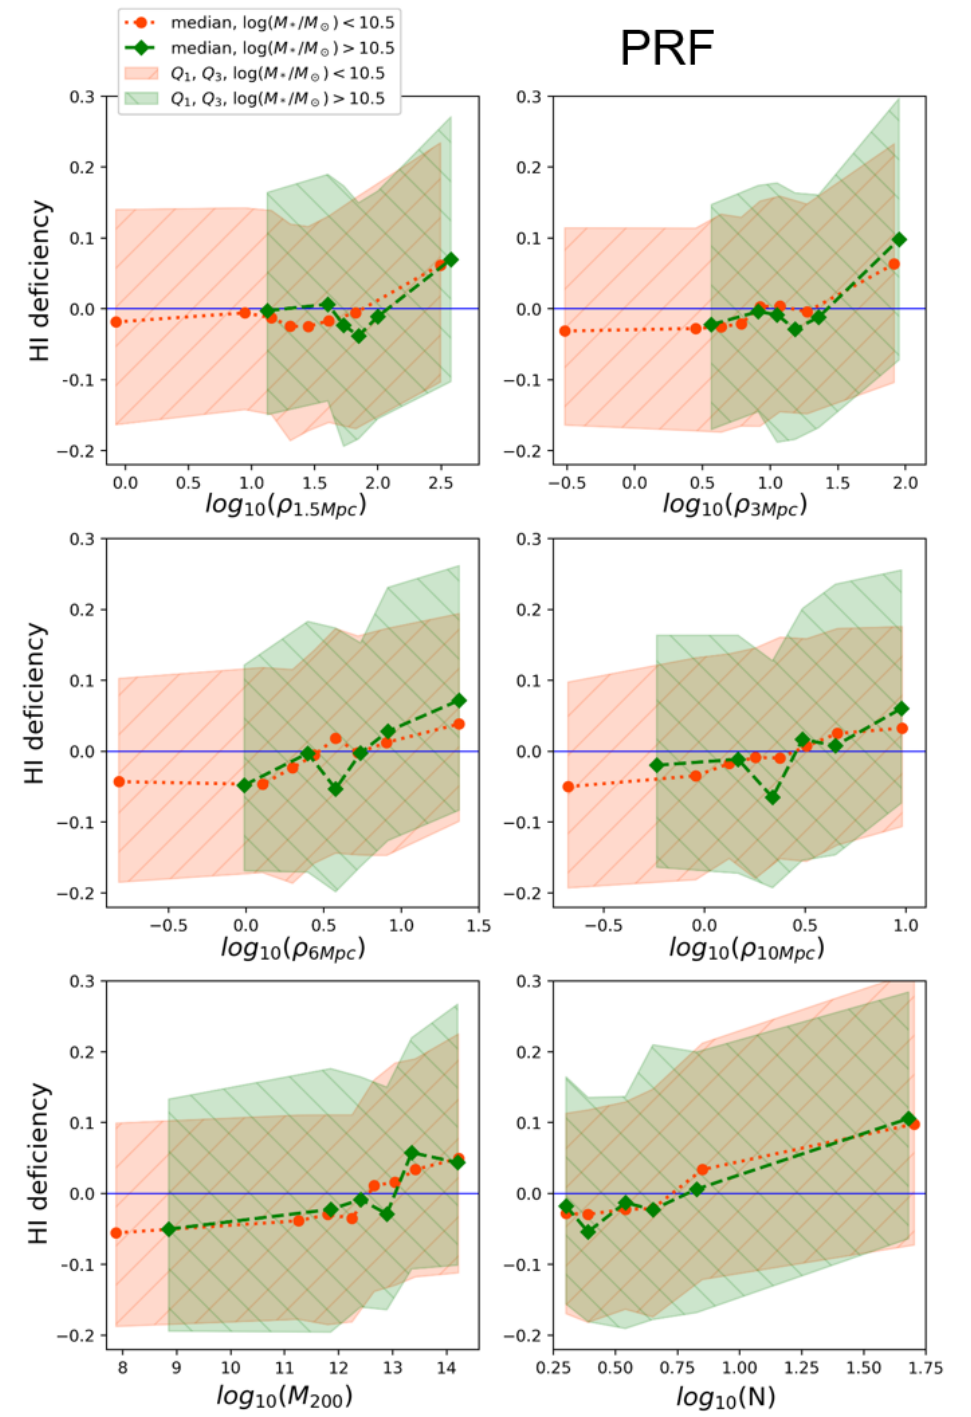 median, log(M*/M⊙) < 10.5
median, log(M*/M⊙) > 10.5
Q1, Q3, log(M*/M⊙) < 10.5
Q1, Q3, log(M*/M⊙) > 10.5
PRF
0.3
0.2
0.1
0.0
-0.1
−0.2
HI deficiency
0.0 0.5 1.0 1.5 2.0 2.5
log10(ρ1.5Mpc)
0.3
0.2
0.1
0.0
−0.1
−0.2
−0.5 0.0 0.5 1.0 1.5 2.0
log10(ρ3Mpc)
0.3
0.2
0.1
0.0
−0.1
−0.2
HI deficiency
−0.5 0.0 0.5 1.0 1.5
log10(ρ6Mpc)
0.3
0.2
0.1
0.0
−0.1
−0.2
−0.5 0.0 0.5 1.0
log10(ρ10Mpc)
0.3
0.2
0.1
0.0
-0.1
−0.2
HI deficiency
8 9 10 11 12 13 14
log10(M200)
0.3
0.2
0.1
0.0
−0.1
−0.2
0.25 0.50 0.75 1.00 1.25 1.50 1.75
log10(N)